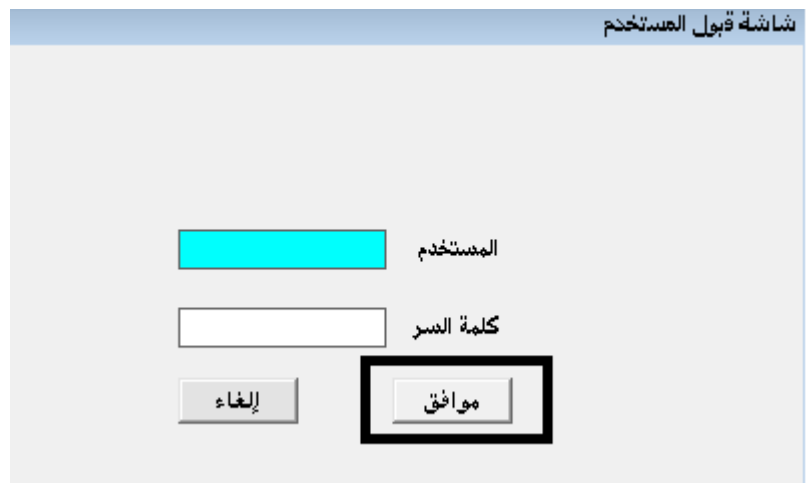 شاشة قبول المستخدم
المستخدم
كلمة السر
موافق
إلغاء